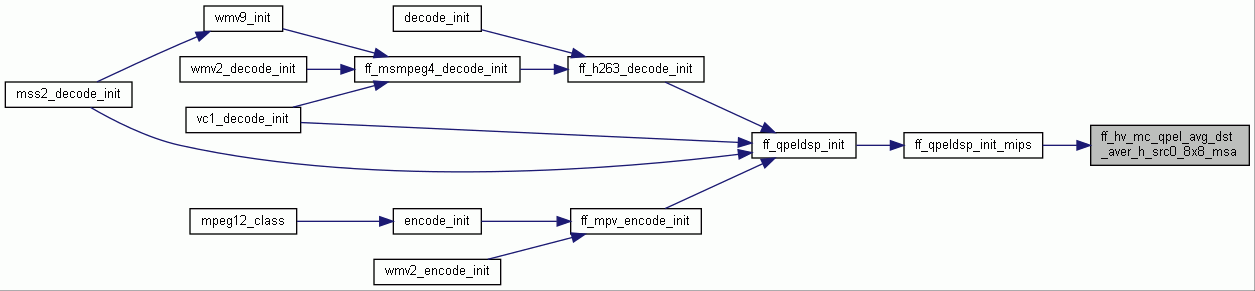 wmv9_init
decode_init
wmv2_decode_init
ff_msmpeg4_decode_init
ff_h263_decode_init
mss2_decode_init
vc1_decode_init
ff_qpeldsp_init
ff_qpeldsp_init_mips
ff_hv_mc_qpel_avg_dst
_aver_h_src0_8x8_msa
mpeg12_class
encode_init
ff_mpv_encode_init
wmv2_encode_init